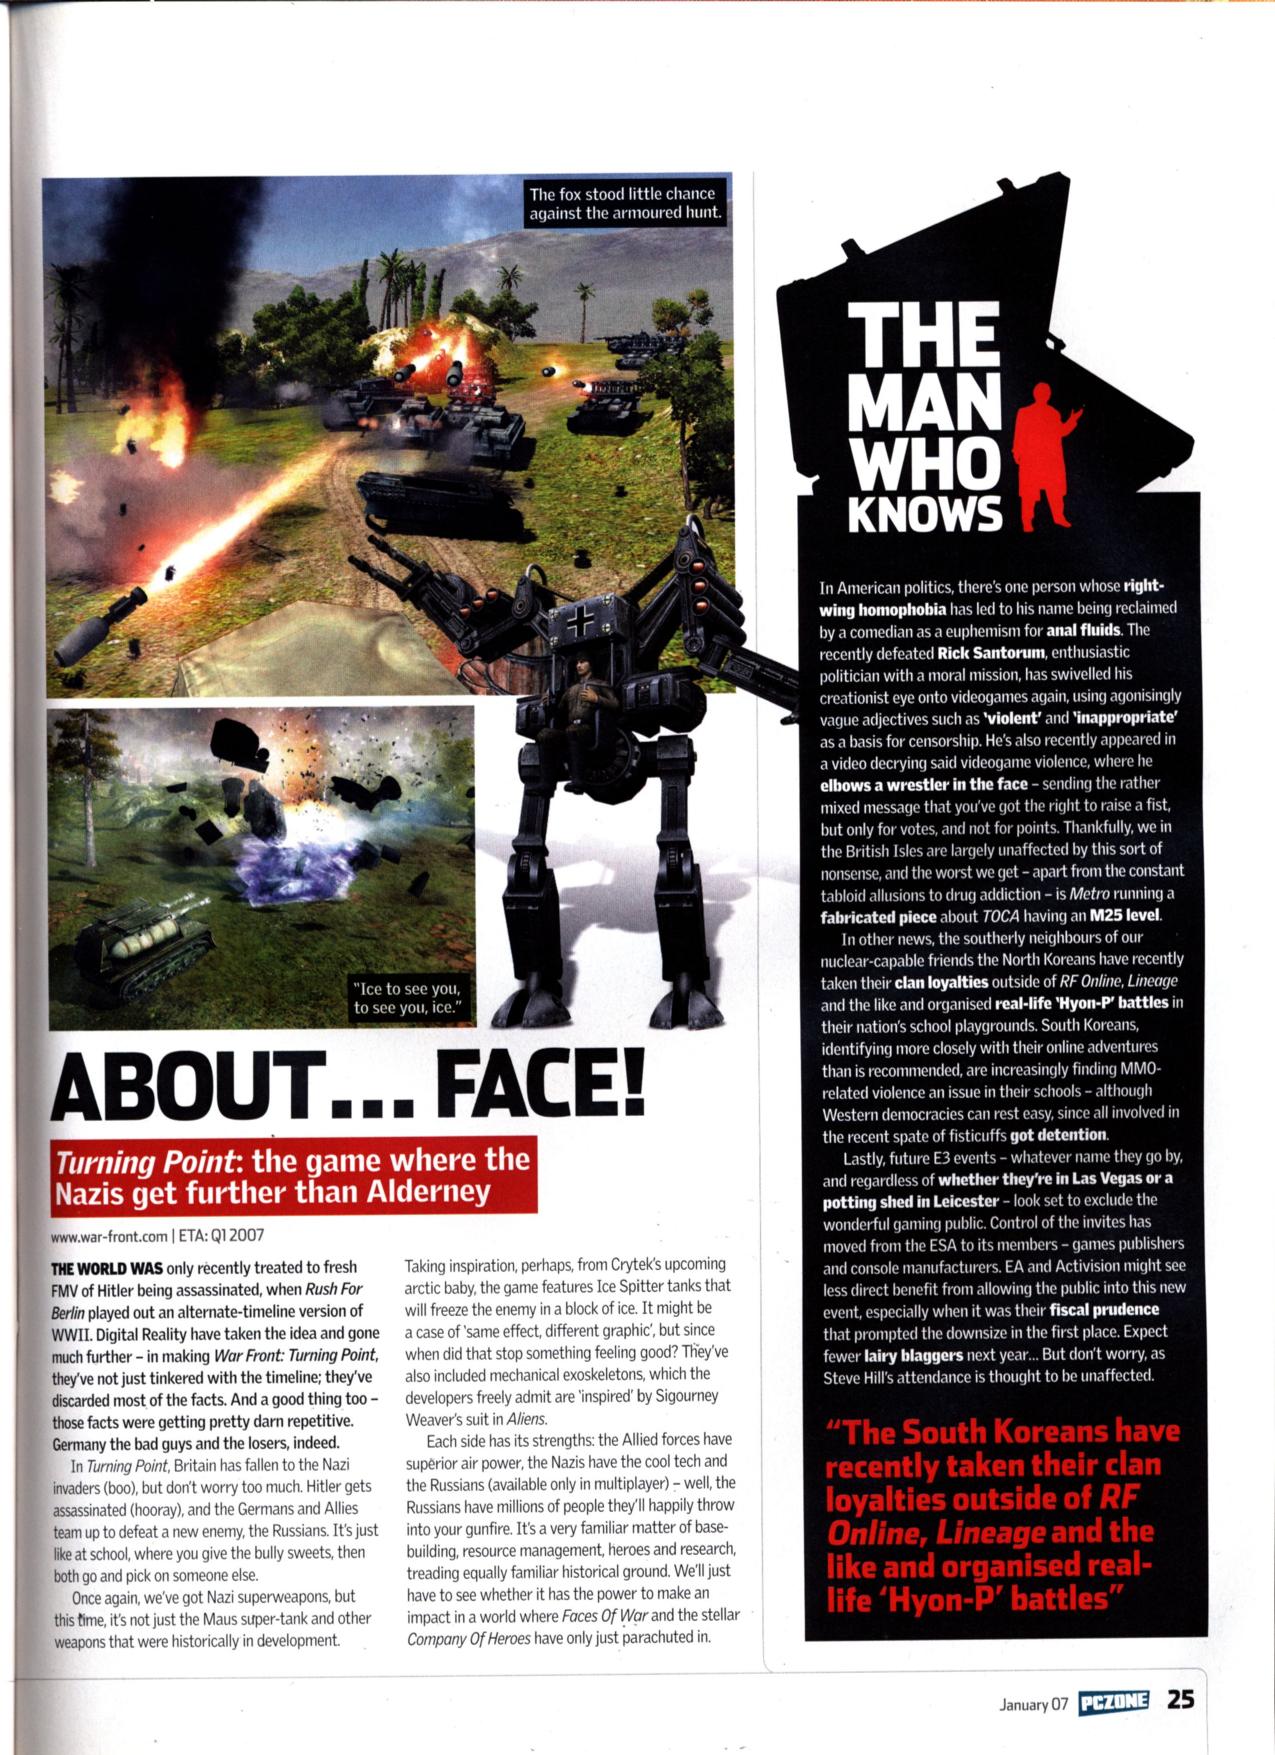 The fox stood little chance
against the armoured hunt.
"Ice to see you,
to see you, ice."
ABOUT... FACE!
Turning Point: the game where the
Nazis get further than Alderney
www.war-front.com | ETA: Q1 2007
THE WORLD WAS only recently treated to fresh
FMV of Hitler being assassinated, when Rush For
Berlin played out an alternate-timeline version of
WWII. Digital Reality have taken the idea and gone
much further – in making War Front: Turning Point,
they've not just tinkered with the timeline; they've
discarded most of the facts. And a good thing too –
those facts were getting pretty darn repetitive.
Germany the bad guys and the losers, indeed.
In Turning Point, Britain has fallen to the Nazi
invaders (boo), but don't worry too much. Hitler gets
assassinated (hooray), and the Germans and Allies
team up to defeat a new enemy, the Russians. It's just
like at school, where you give the bully sweets, then
both go and pick on someone else.
Once again, we've got Nazi superweapons, but
this time, it's not just the Maus super-tank and other
weapons that were historically in development.
Taking inspiration, perhaps, from Crytek's upcoming
arctic baby, the game features Ice Spitter tanks that
will freeze the enemy in a block of ice. It might be
a case of 'same effect, different graphic', but since
when did that stop something feeling good? They've
also included mechanical exoskeletons, which the
developers freely admit are 'inspired' by Sigourney
Weaver's suit in Aliens.
Each side has its strengths: the Allied forces have
superior air power, the Nazis have the cool tech and
the Russians (available only in multiplayer) – well, the
Russians have millions of people they'll happily throw
into your gunfire. It's a very familiar matter of base-
building, resource management, heroes and research,
treading equally familiar historical ground. We'll just
have to see whether it has the power to make an
impact in a world where Faces Of War and the stellar
Company Of Heroes have only just parachuted in.
THE
MAN
WHO
KNOWS
In American politics, there's one person whose right-
wing homophobia has led to his name being reclaimed
by a comedian as a euphemism for anal fluids. The
recently defeated Rick Santorum, enthusiastic
politician with a moral mission, has swivelled his
creationist eye onto videogames again, using agonisingly
vague adjectives such as 'violent' and 'inappropriate'
as a basis for censorship. He's also recently appeared in
a video decrying said videogame violence, where he
elbows a wrestler in the face – sending the rather
mixed message that you've got the right to raise a fist,
but only for votes, and not for points. Thankfully, we in
the British Isles are largely unaffected by this sort of
nonsense, and the worst we get – apart from the constant
tabloid allusions to drug addiction – is Metro running a
fabricated piece about TOCA having an M25 level.
In other news, the southerly neighbours of our
nuclear-capable friends the North Koreans have recently
taken their clan loyalties outside of RF Online, Lineage
and the like and organised real-life 'Hyon-P' battles in
their nation's school playgrounds. South Koreans,
identifying more closely with their online adventures
than is recommended, are increasingly finding MMO-
related violence an issue in their schools – although
Western democracies can rest easy, since all involved in
the recent spate of fisticuffs got detention.
Lastly, future E3 events – whatever name they go by,
and regardless of whether they're in Las Vegas or a
potting shed in Leicester – look set to exclude the
wonderful gaming public. Control of the invites has
moved from the ESA to its members – games publishers
and console manufacturers. EA and Activision might see
less direct benefit from allowing the public into this new
event, especially when it was their fiscal prudence
that prompted the downsize in the first place. Expect
fewer lairy blaggers next year... But don't worry, as
Steve Hill's attendance is thought to be unaffected.
"The South Koreans have
recently taken their clan
loyalties outside of RF
Online, Lineage and the
like and organised real-
life 'Hyon-P' battles"
January 07 PCZONE 25